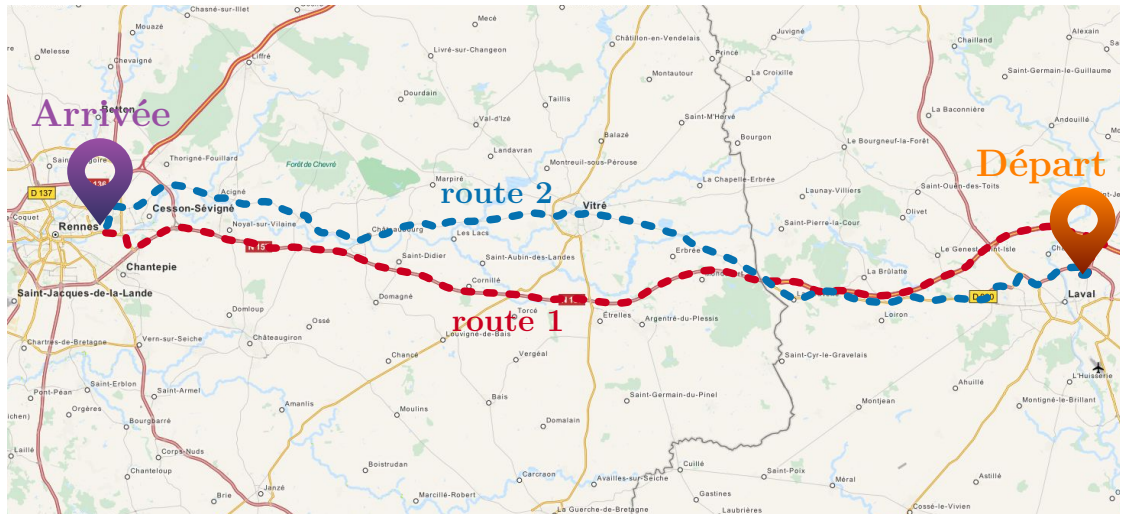 Chasné-sur-Illet
Mecé
Mouazé
Châtillon-en-Vendelais
Juvigné
Alexain
Chailland
Melesse
Livré-sur-Changeon
Princé
Liffré
Chevaigné
Montautour
La Croixille
Saint-Germain-le-Guillaume
Dourdain
Taillis
La Baconnière
Betton
Arrivée
Val-d'Izé
Saint-M'Hervé
Andouillé
Balazé
Bourgon
Le Bourgneuf-la-Forêt
Landavran
Thorigné-Fouillard
Forêt de Chevré
Montreuil-sous-Pérouse
Départ
D 137
136
Acigné
Marpiré
route 2
La Chapelle-Erbrée
Launay-Villiers
Saint-Ouën-des-Toits
Coquet
Cesson-Sévigné
Vitré
Olivet
Rennes
Noyal-sur-Vilaine
Les Lacs
Saint-Pierre-la-Cour
Saint-Didier
Saint-Aubin-des-Landes
Erbrée
Le Genest-Saint-Isle
Chantepie
Cornillé
La Brûlatte
Saint-Jacques-de-la-Lande
Domagné
Laval
Domloup
Torcé
Étrelles
Loiron
Ossé
route 1
Argentré-du-Plessis
Chartres-de-Bretagne
Vern-sur-Seiche
Châteaugiron
Louvigné-de-Bais
Chancé
Vergéal
Saint-Cyr-le-Gravelais
L'Huisserie
Pont-Péan
Saint-Erblon
Saint-Armel
Ahuillé
Bais
Saint-Germain-du-Pinel
Orgères
Amanlis
Moulins
Montjean
Montigné-le-Brillant
Bourgbarré
Domalain
Laillé
Corps-Nuds
Chanteloup
Boistrudan
Cuillé
Saint-Poix
Carcraon
Availles-sur-Seiche
Méral
Astillé
Brie
Janzé
Marcillé-Robert
Gastines
La Guerche-de-Bretagne
Laubrières
Cossé-le-Vivien